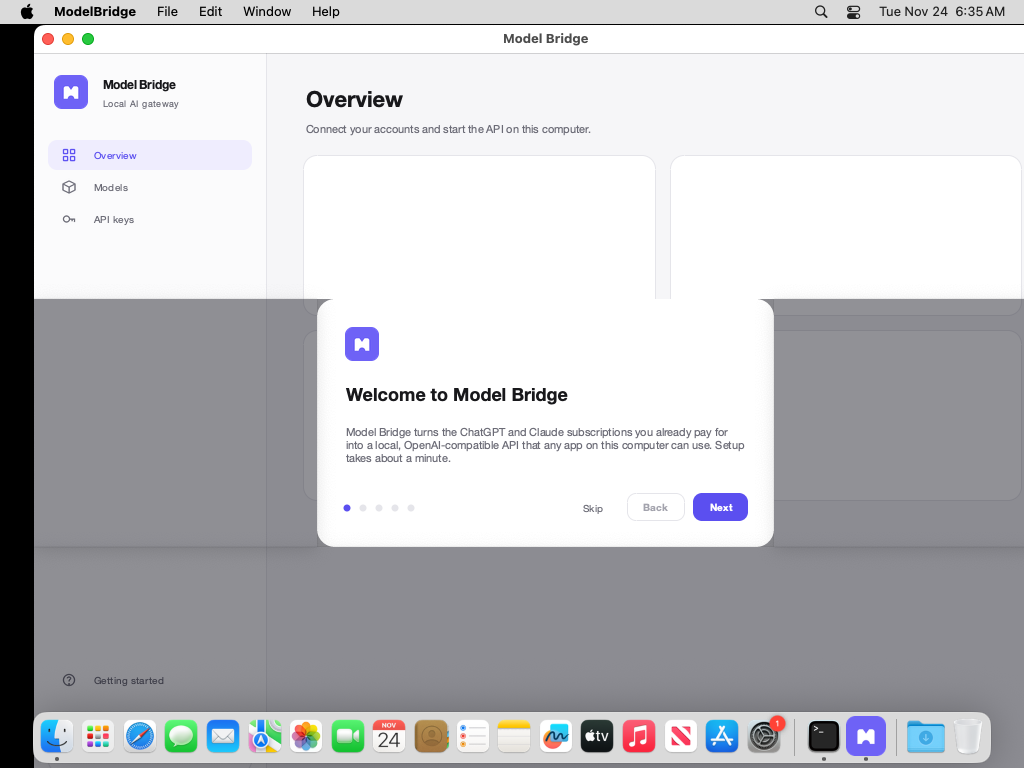 ModelBridge File Edit Window Help Tue Nov 24 6:35 AM
Model Bridge
Model Bridge
Local AI gateway
Overview
Models
API keys
Overview
Connect your accounts and start the API on this computer.
Welcome to Model Bridge
Model Bridge turns the ChatGPT and Claude subscriptions you already pay for
into a local, OpenAI-compatible API that any app on this computer can use. Setup
takes about a minute.
Skip Back Next
Getting started
NOV
24
tv
1
>_